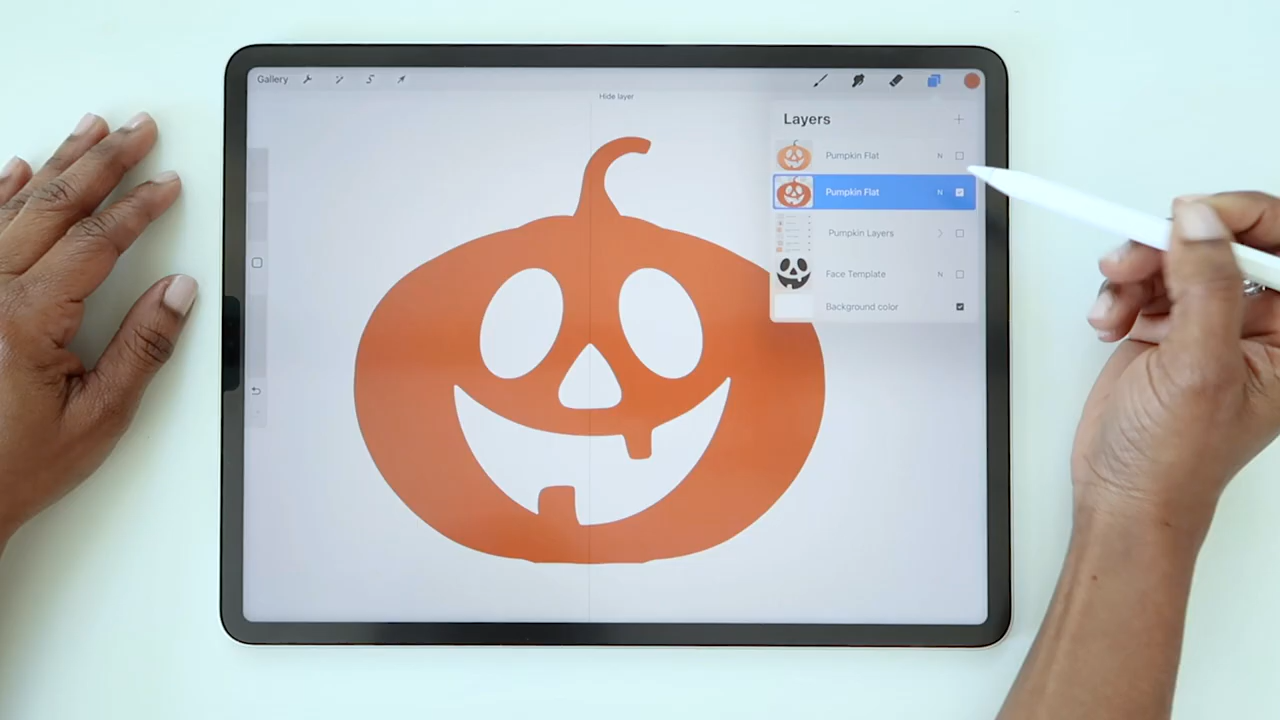 Gallery
Hide layer
Layers
Pumpkin Flat N
Pumpkin Flat N
Pumpkin Layers
Face Template N
Background color